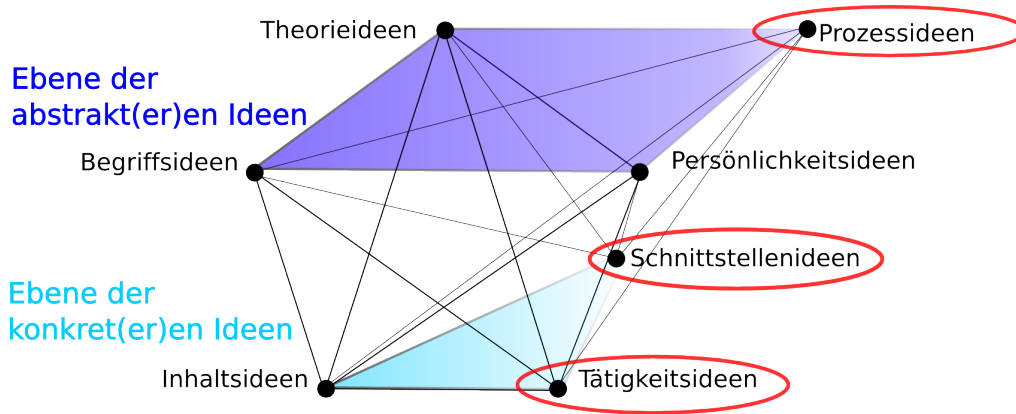 Theorieideen
Prozessideen
Ebene der
abstrakt(er)en Ideen
Begriffsideen
Persönlichkeitsideen
Schnittstellenideen
Ebene der
konkret(er)en Ideen
Inhaltsideen
Tätigkeitsideen